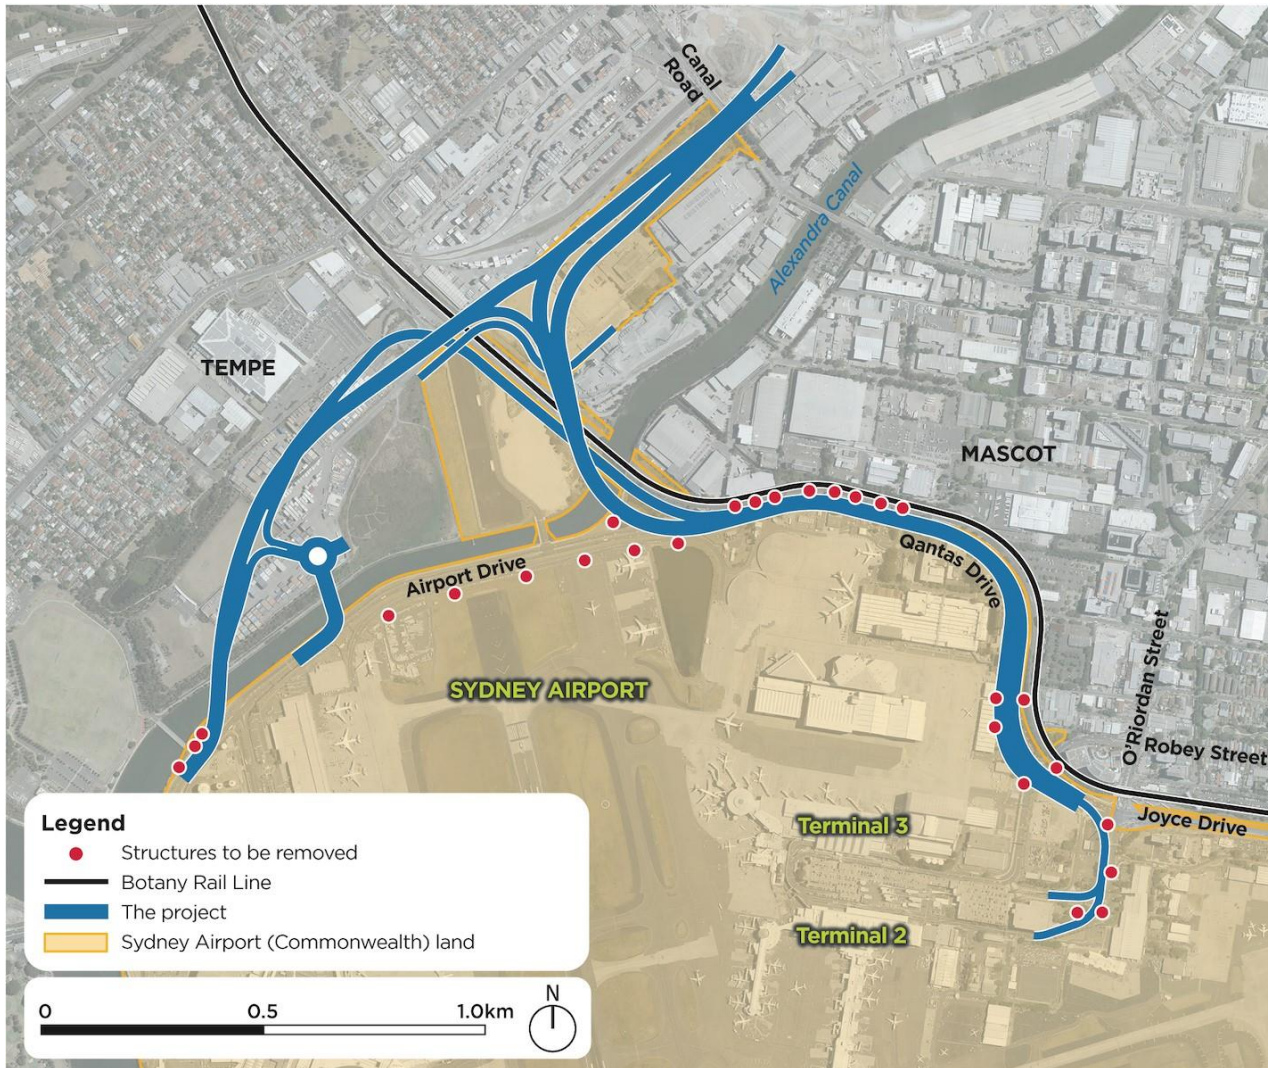 Canal
Road
Alexandra Canal
TEMPE
MASCOT
Qantas Drive
Airport Drive
O'Riordan Street
SYDNEY AIRPORT
Robey Street
Terminal 3
Joyce Drive
Terminal 2
Legend
Structures to be removed
Botany Rail Line
The project
Sydney Airport (Commonwealth) land
0 0.5 1.0km
N